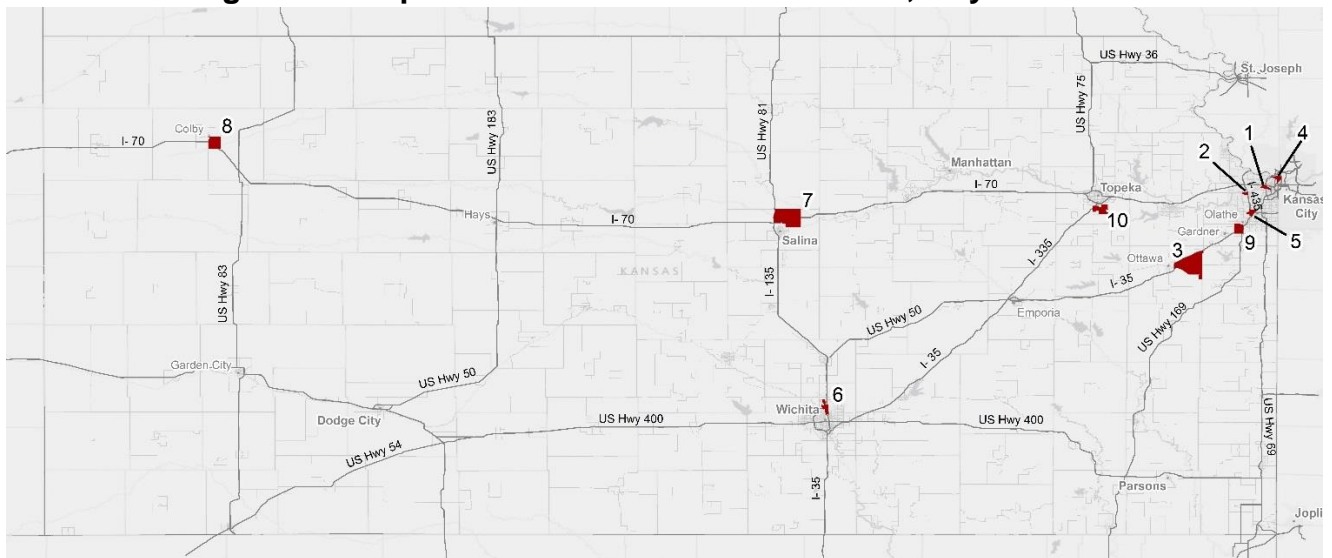 US Hwy 36
St. Joseph
US Hwy 75
US Hwy 81
US Hwy 183
Colby
8
I- 70
1
4
2
Manhattan
I- 70
Topeka
I- 435
Kansas
City
7
10
Olathe
Hays
I- 70
Salina
Gardner
5
9
3
Ottawa
I- 335
KANSAS
I- 135
US Hwy 83
I- 35
US Hwy 50
Emporia
US Hwy 169
Garden City
US Hwy 50
I- 35
6
Wichita
Dodge City
US Hwy 400
US Hwy 400
US Hwy 69
US Hwy 54
I- 35
Parsons
Jopli